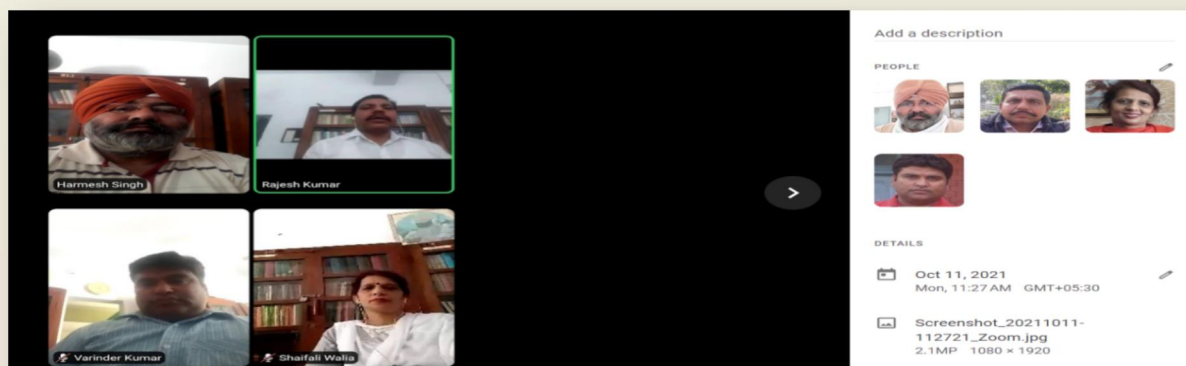 Harmesh Singh
Rajesh Kumar
Varinder Kumar
Shaifali Walia
Add a description
PEOPLE
DETAILS
Oct 11, 2021
Mon, 11:27 AM GMT+05:30
Screenshot_20211011-
112721_Zoom.jpg
2.1MP 1080 × 1920